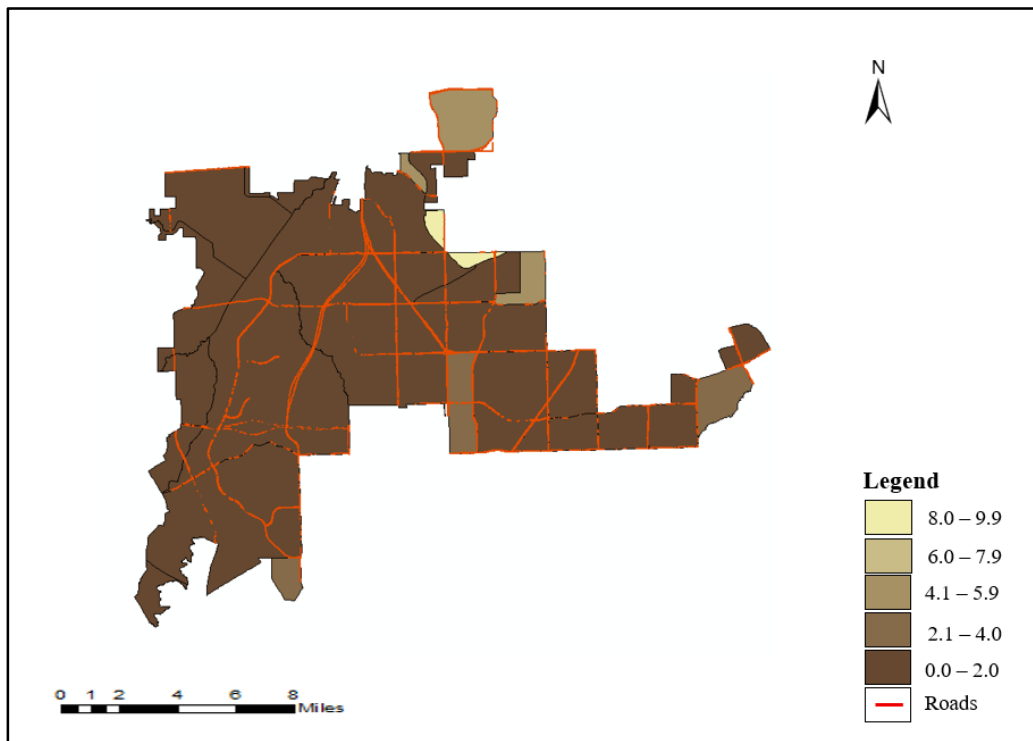 N
Legend
8.0 – 9.9
6.0 – 7.9
4.1 – 5.9
2.1 – 4.0
0.0 – 2.0
Roads
0 1 2 4 6 8
Miles